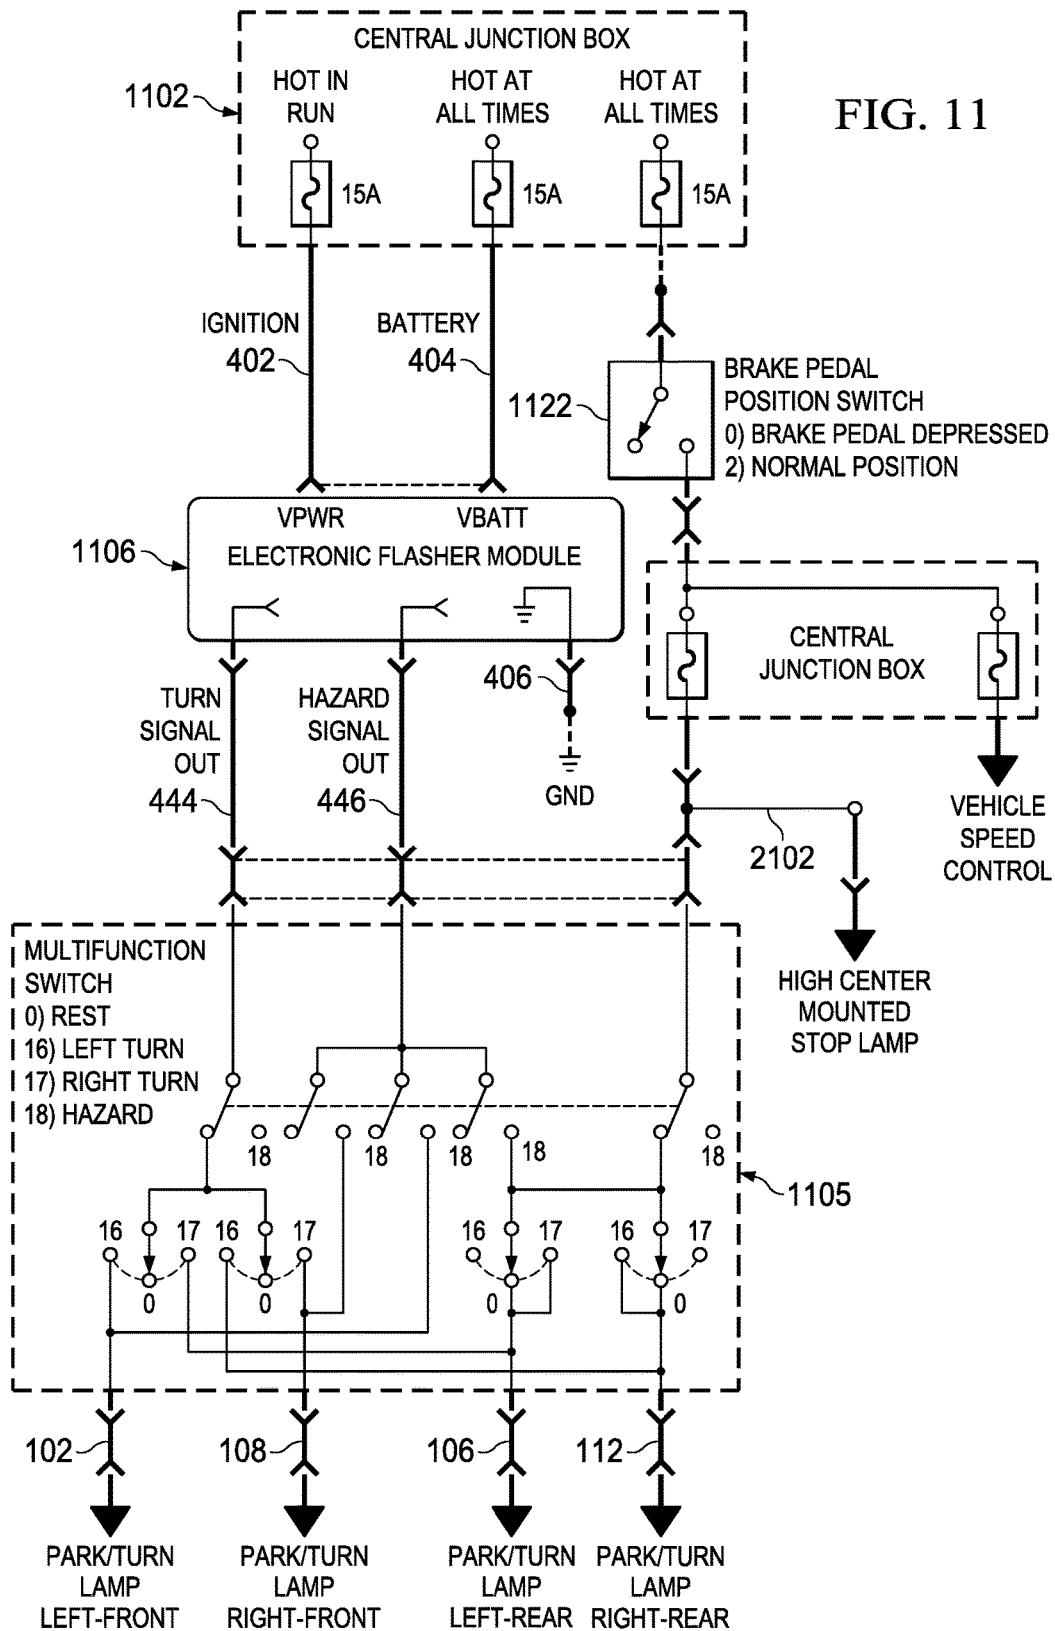 CENTRAL JUNCTION BOX
HOT IN
RUN
HOT AT
ALL TIMES
HOT AT
ALL TIMES
1102
FIG. 11
15A
15A
15A
IGNITION
402
BATTERY
404
1122
BRAKE PEDAL
POSITION SWITCH
0) BRAKE PEDAL DEPRESSED
2) NORMAL POSITION
VPWR
VBATT
1106
ELECTRONIC FLASHER MODULE
CENTRAL
JUNCTION BOX
TURN
SIGNAL
OUT
444
HAZARD
SIGNAL
OUT
446
406
GND
2102
VEHICLE
SPEED
CONTROL
HIGH CENTER
MOUNTED
STOP LAMP
MULTIFUNCTION
SWITCH
0) REST
16) LEFT TURN
17) RIGHT TURN
18) HAZARD
18
18
18
18
18
1105
16
17
16
17
16
17
16
17
0
0
0
0
102
108
106
112
PARK/TURN
LAMP
LEFT-FRONT
PARK/TURN
LAMP
RIGHT-FRONT
PARK/TURN
LAMP
LEFT-REAR
PARK/TURN
LAMP
RIGHT-REAR